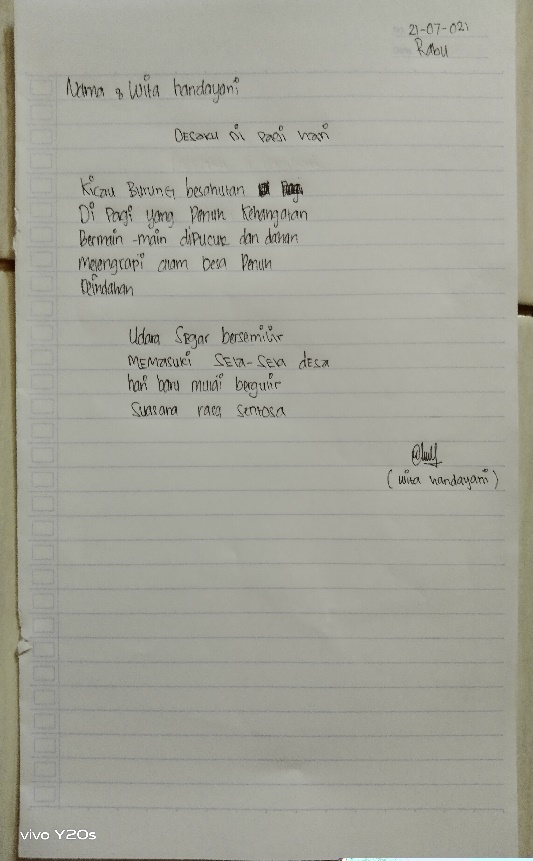 21-07-021
Rabu
Nama : Wita handayani
DESAKU Di Pagi hari
Kicau Burung besahutan
Di Pagi yang Penuh Kehangatan
Bermain-main dipucuk dan dahan
Melengkapi alam besa Penuh
Keindahan
Udara Segar bersemilir
MEMASUKi SELA-SELA desa
hari baru mulai bergulir
Suasana rasa Sentosa
(wita handayani)
vivo Y20s